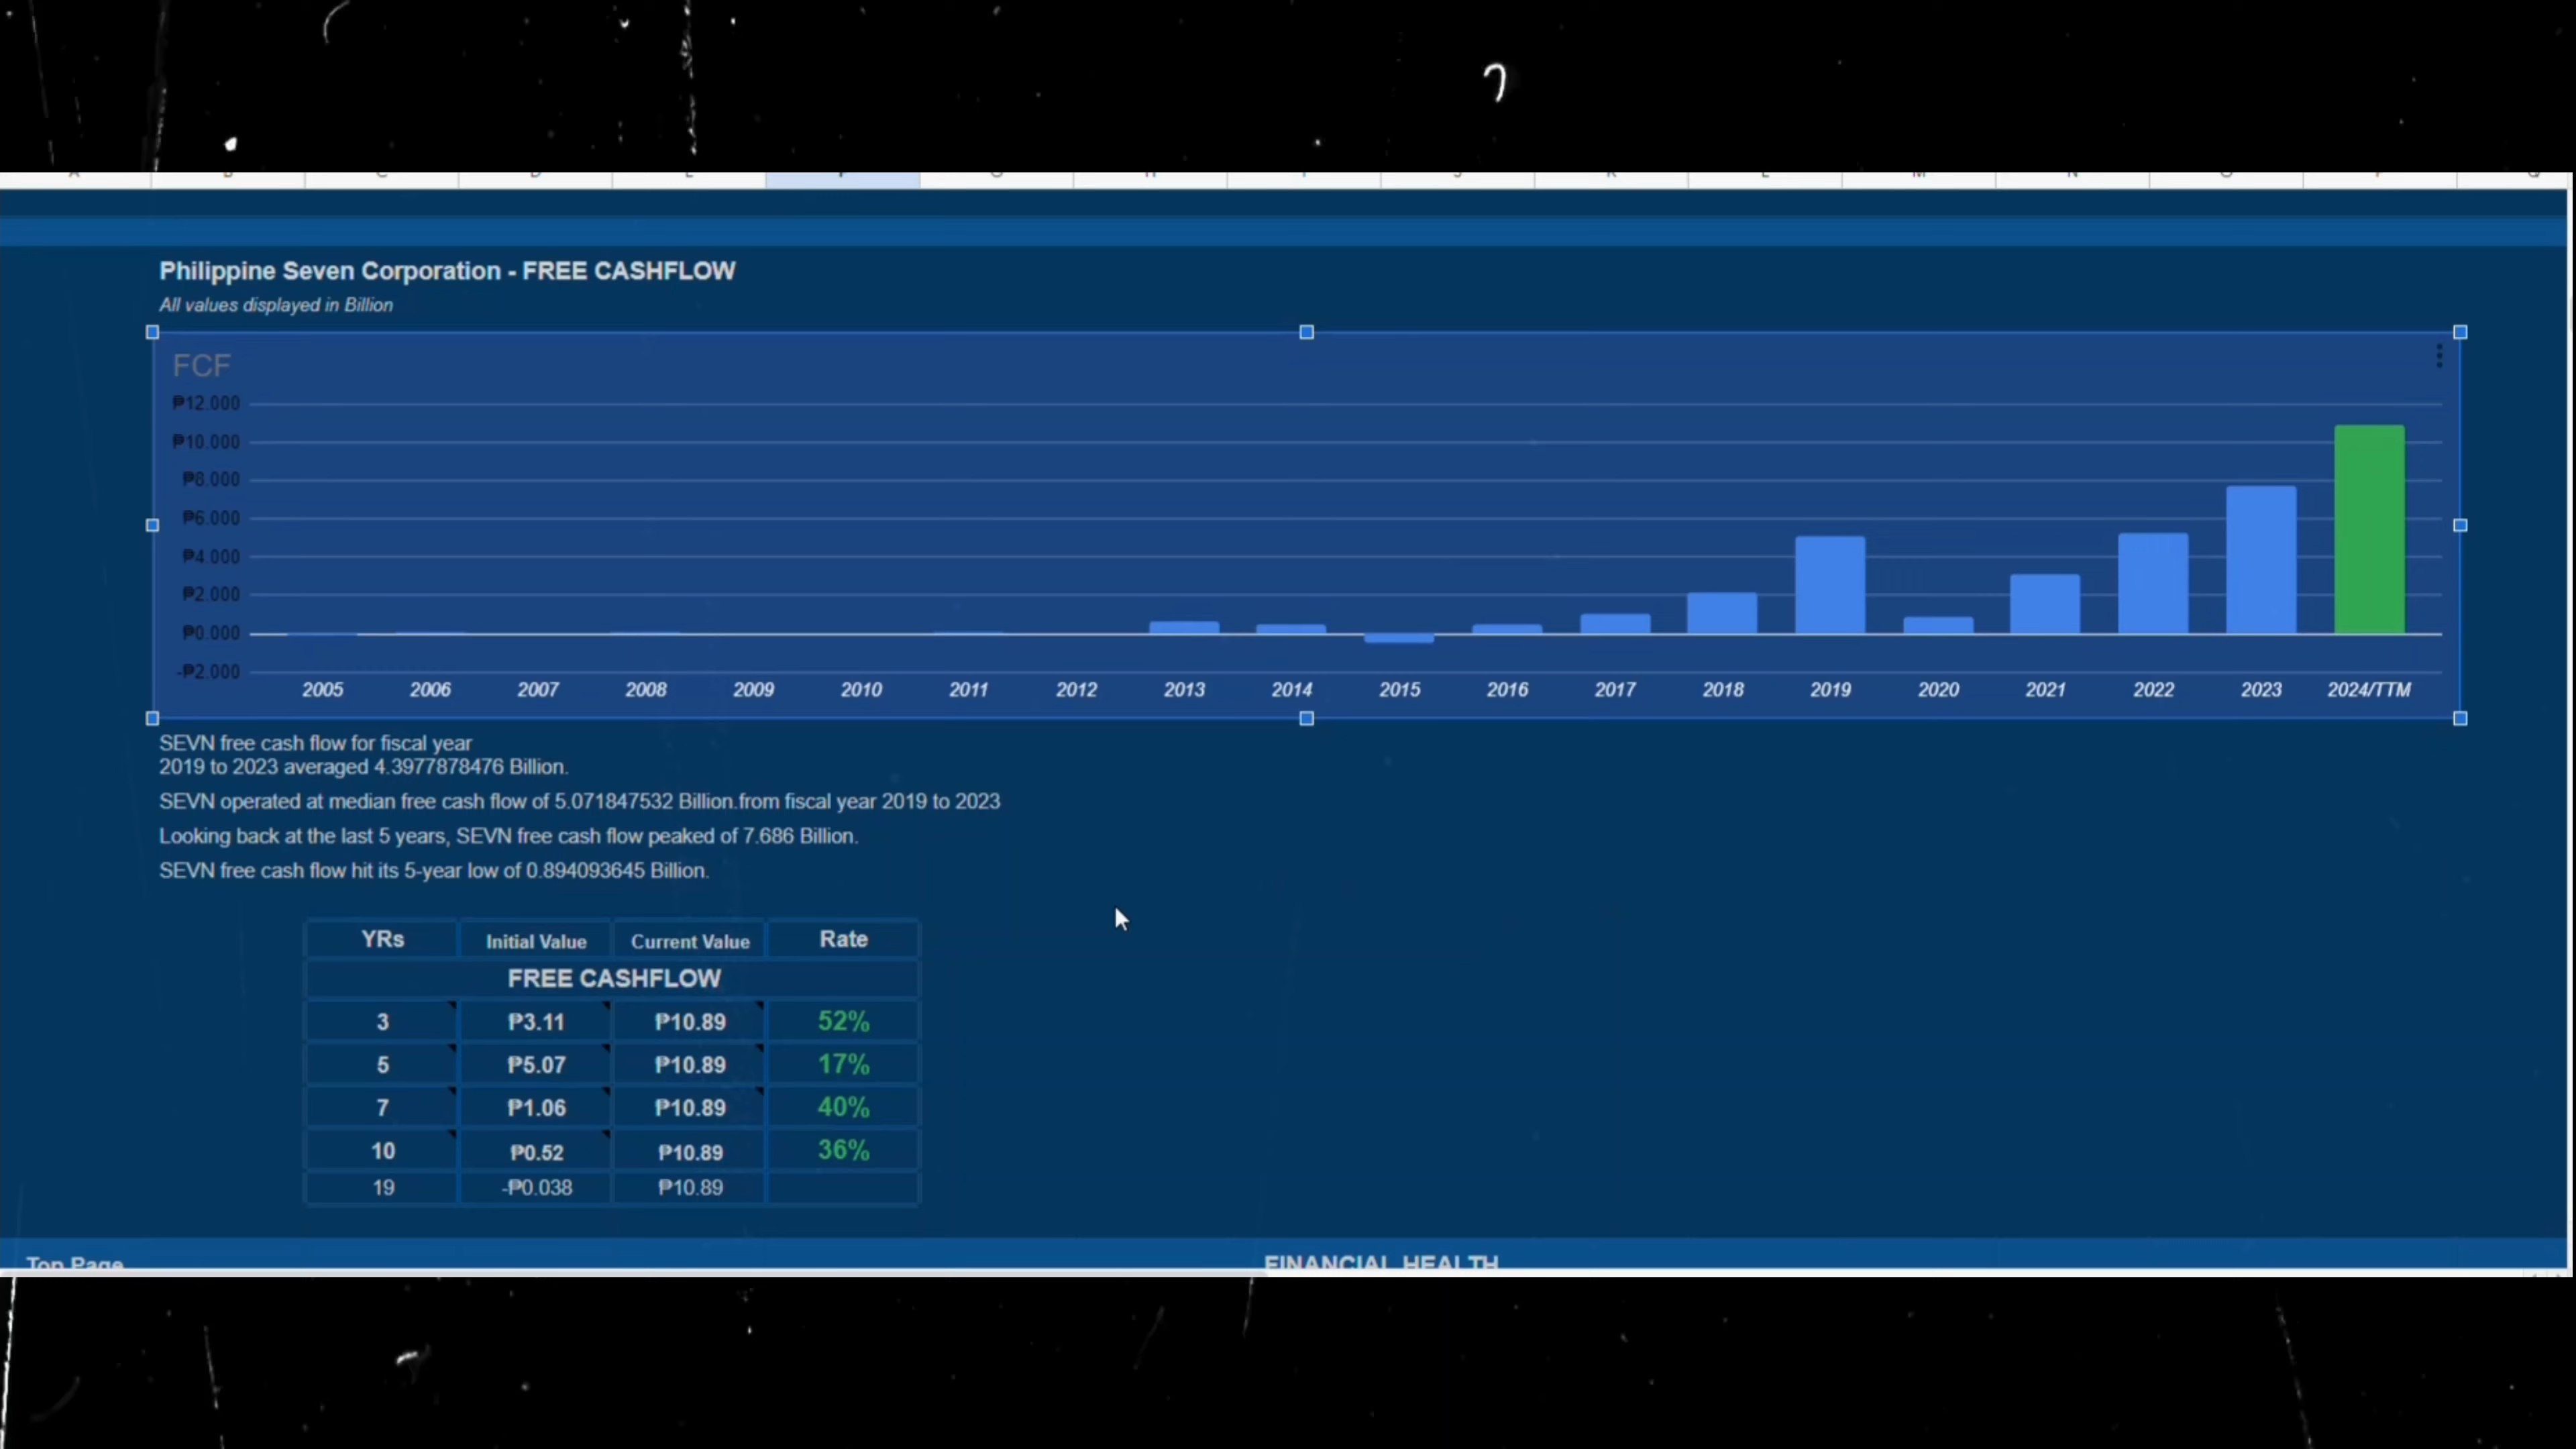 Philippine Seven Corporation - FREE CASHFLOW
All values displayed in Billion
FCF
₱12.000
₱10.000
₱8.000
₱6.000
₱4.000
₱2.000
₱0.000
-₱2.000
2005 2006 2007 2008 2009 2010 2011 2012 2013 2014 2015 2016 2017 2018 2019 2020 2021 2022 2023 2024/TTM
SEVN free cash flow for fiscal year
2019 to 2023 averaged 4.3977878476 Billion.
SEVN operated at median free cash flow of 5.071847532 Billion.from fiscal year 2019 to 2023
Looking back at the last 5 years, SEVN free cash flow peaked of 7.686 Billion.
SEVN free cash flow hit its 5-year low of 0.894093645 Billion.
YRs Initial Value Current Value Rate
FREE CASHFLOW
3 ₱3.11 ₱10.89 52%
5 ₱5.07 ₱10.89 17%
7 ₱1.06 ₱10.89 40%
10 ₱0.52 ₱10.89 36%
19 -₱0.038 ₱10.89
Top Page FINANCIAL HEALTH